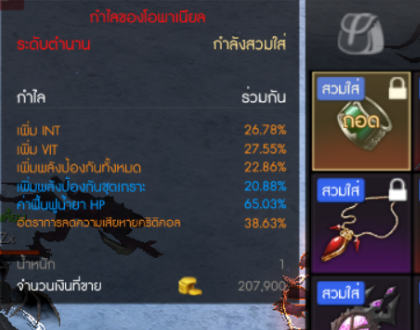 กำไลของโอพาเนียล
ระดับตำนาน กำลังสวมใส่
กำไล ร่วมกัน
เพิ่ม INT 26.78%
เพิ่ม VIT 27.55%
เพิ่มพลังป้องกันทั้งหมด 22.86%
เพิ่มพลังป้องกันชุดเกราะ 20.88%
ค่าฟื้นฟูน้ำยา HP 65.03%
อัตราการลดความเสียหายคริติคอล 38.63%
น้ำหนัก 1
จำนวนเงินที่ขาย 207,900
สวมใส่
ถอด
สวมใส่
สวมใส่